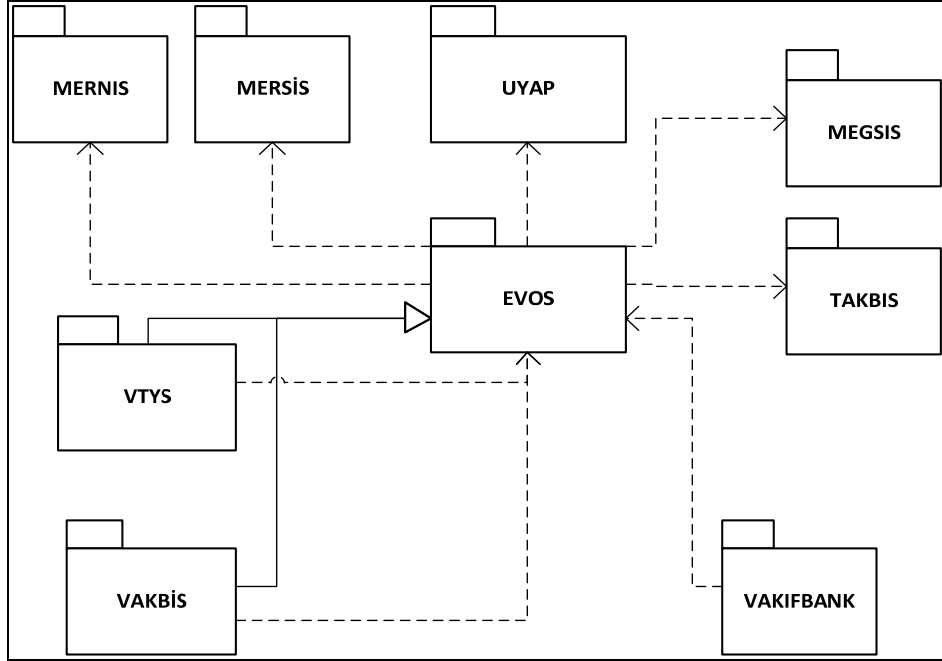 MERNIS
MERSİS
UYAP
MEGSIS
EVOS
TAKBIS
VTYS
VAKBİS
VAKIFBANK